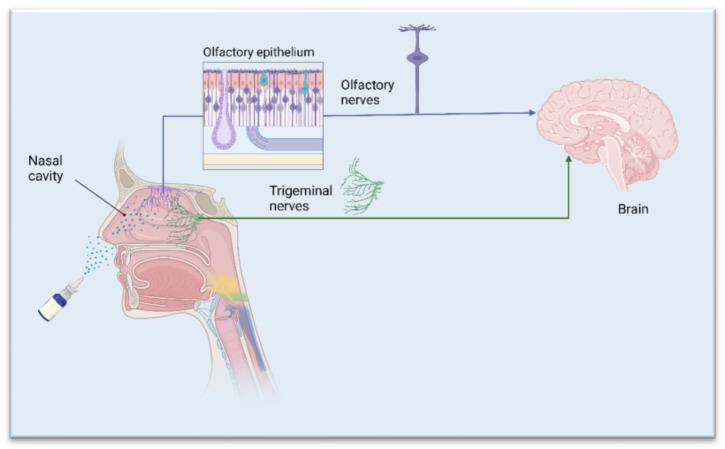 Olfactory epithelium
Olfactory
nerves
Nasal
cavity
Trigeminal
nerves
Brain